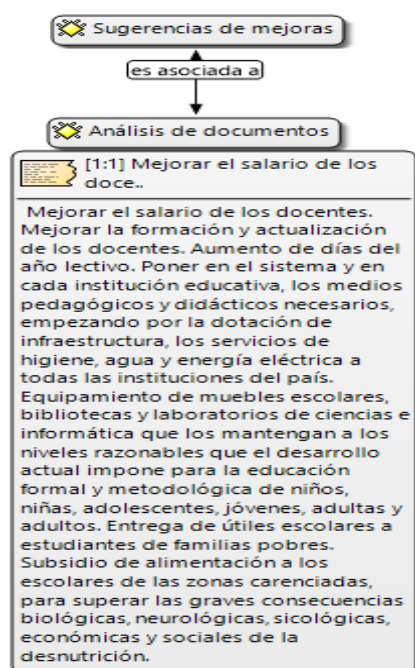 Sugerencias de mejoras
es asociada a
Análisis de documentos
[1:1] Mejorar el salario de los
doce..
Mejorar el salario de los docentes.
Mejorar la formación y actualización
de los docentes. Aumento de días del
año lectivo. Poner en el sistema y en
cada institución educativa, los medios
pedagógicos y didácticos necesarios,
empezando por la dotación de
infraestructura, los servicios de
higiene, agua y energía eléctrica a
todas las instituciones del país.
Equipamiento de muebles escolares,
bibliotecas y laboratorios de ciencias e
informática que los mantengan a los
niveles razonables que el desarrollo
actual impone para la educación
formal y metodológica de niños,
niñas, adolescentes, jóvenes, adultas y
adultos. Entrega de útiles escolares a
estudiantes de familias pobres.
Subsidio de alimentación a los
escolares de las zonas carenciadas,
para superar las graves consecuencias
biológicas, neurológicas, sicológicas,
económicas y sociales de la
desnutrición.